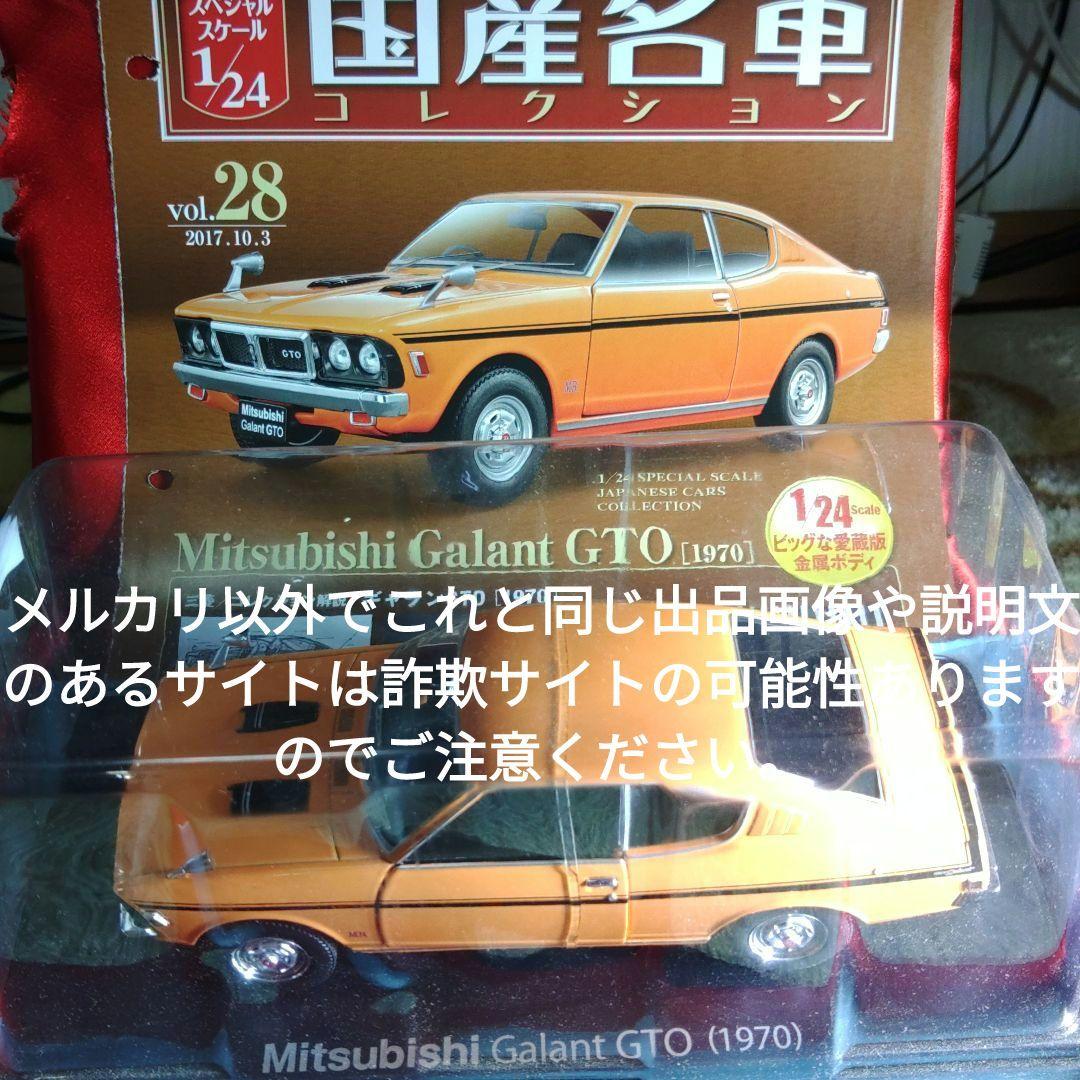 スペシャル
スケール
1/24
国産名車
コレクション
vol.28
2017.10.3
GTO
MR
Mitsubishi
Galant GTO
1/24 SPECIAL SCALE
JAPANESE CARS
COLLECTION
1/24 Scale
ビッグな愛蔵版
金属ボディ
Mitsubishi Galant GTO [1970]
メルカリ以外でこれと同じ出品画像や説明文
のあるサイトは詐欺サイトの可能性あります
のでご注意ください。
MR
Mitsubishi Galant GTO (1970)